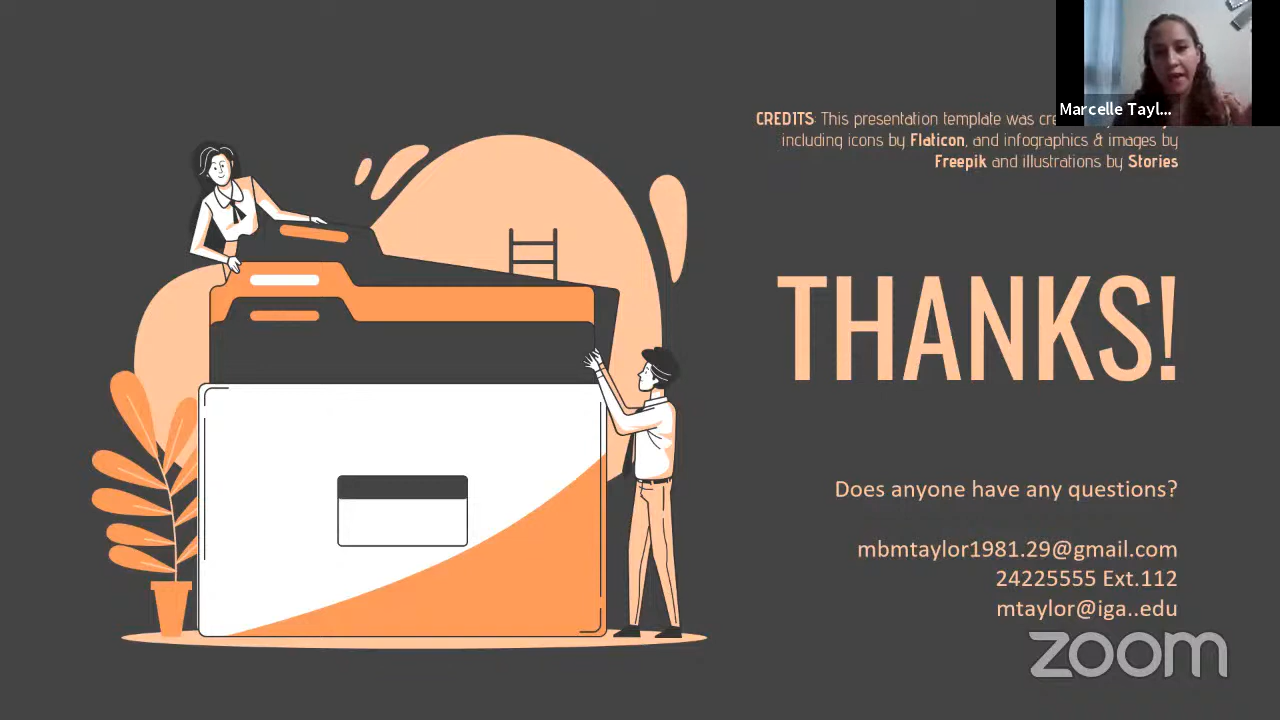 Marcelle Tayl...
CREDITS: This presentation template was
including icons by Flaticon, and infographics & images by
Freepik and illustrations by Stories
THANKS!
Does anyone have any questions?
mbmtaylor1981.29@gmail.com
24225555 Ext.112
mtaylor@iga..edu
zoom